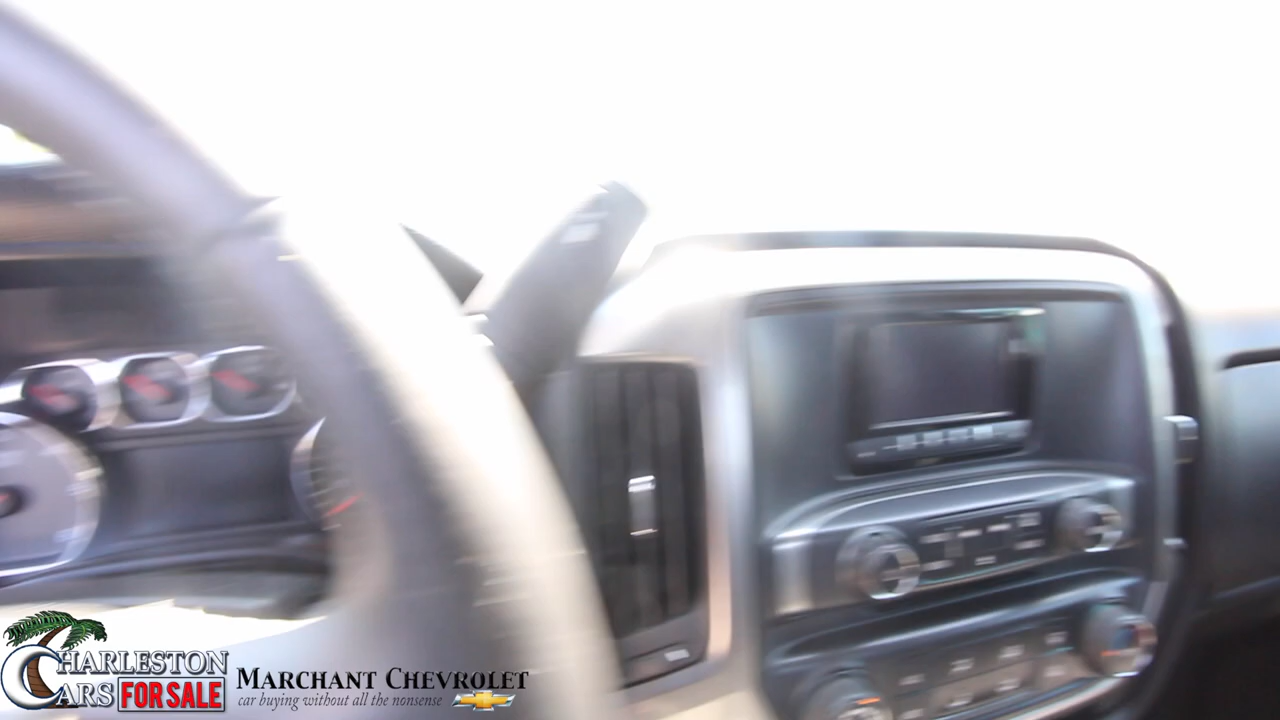 CHARLESTON
CARS FOR SALE
MARCHANT CHEVROLET
car buying without all the nonsense